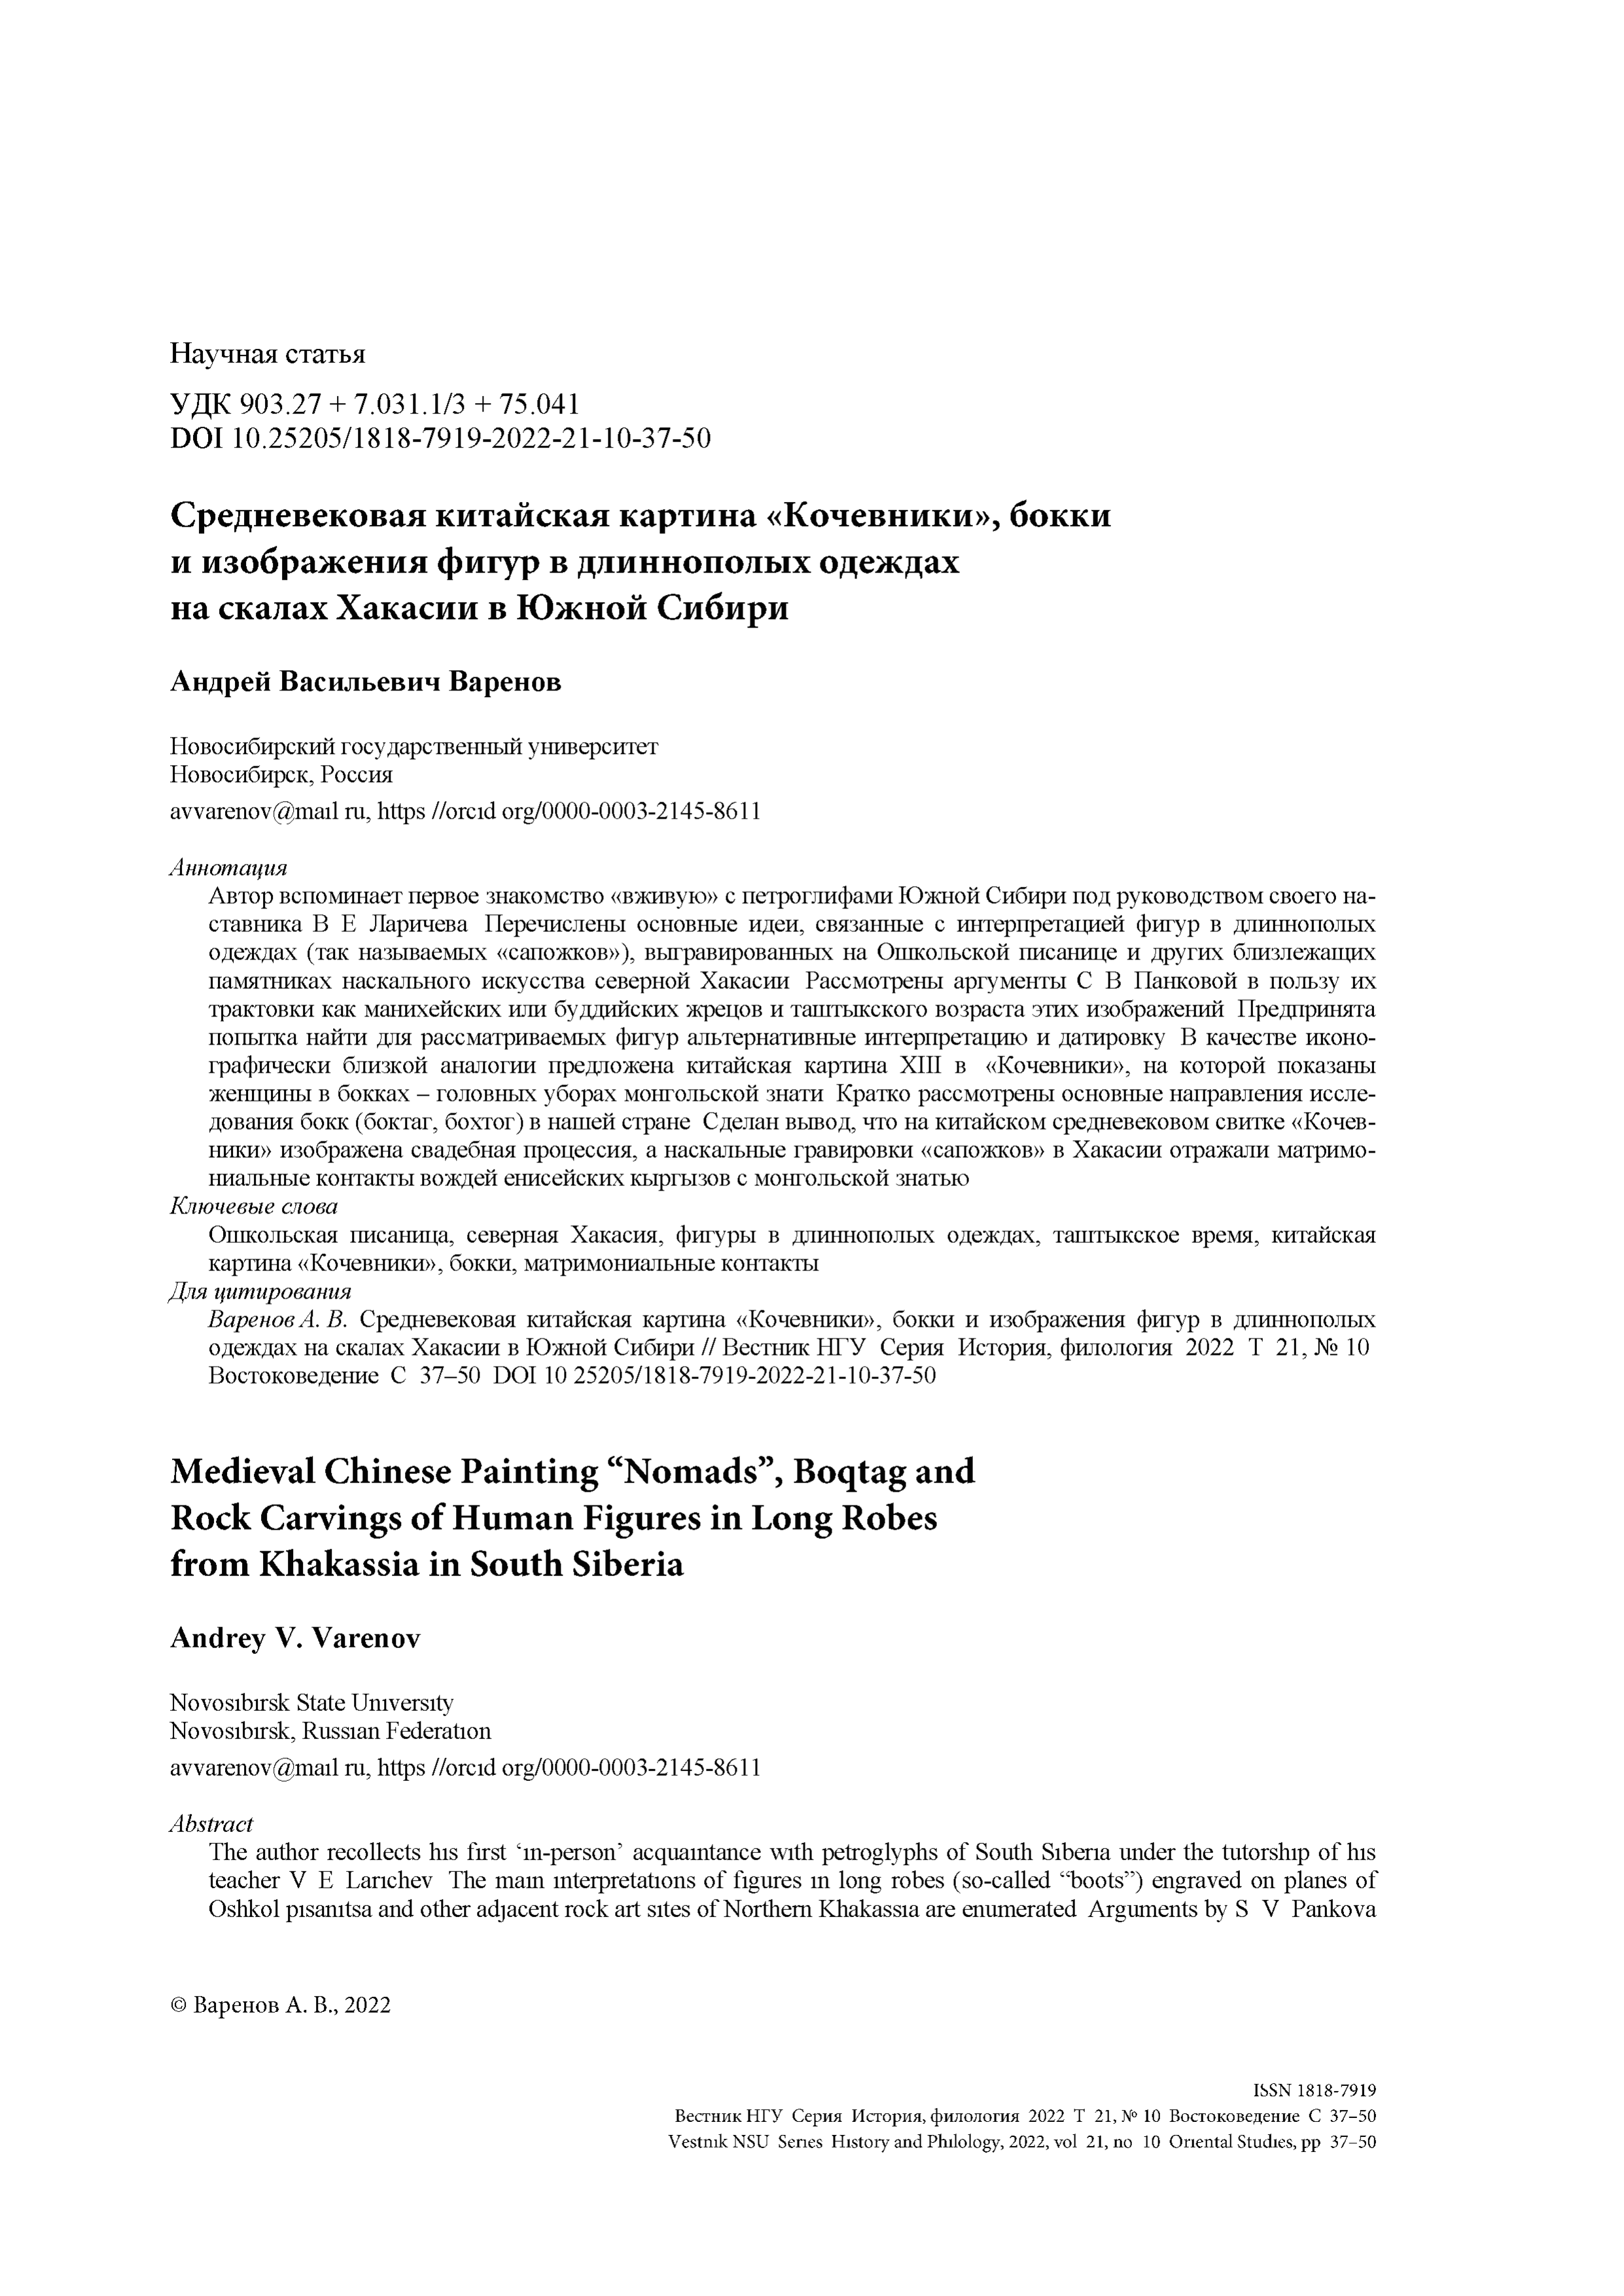 Научная статья
УДК 903.27 + 7.031.1/3 + 75.041
DOI 10.25205/1818-7919-2022-21-10-37-50
Средневековая китайская картина «Кочевники», бокки
и изображения фигур в длиннополых одеждах
на скалах Хакасии в Южной Сибири
Андрей Васильевич Варенов
Новосибирский государственный университет
Новосибирск, Россия
avvarenov@mail ru, https //orcid org/0000-0003-2145-8611
Аннотация
Автор вспоминает первое знакомство «вживую» с петроглифами Южной Сибири под руководством своего на-
ставника В Е Ларичева Перечислены основные идеи, связанные с интерпретацией фигур в длиннополых
одеждах (так называемых «сапожков»), выгравированных на Ошкольской писанице и других близлежащих
памятниках наскального искусства северной Хакасии Рассмотрены аргументы С В Панковой в пользу их
трактовки как манихейских или буддийских жрецов и таштыкского возраста этих изображений Предпринята
попытка найти для рассматриваемых фигур альтернативные интерпретацию и датировку В качестве иконо-
графически близкой аналогии предложена китайская картина XIII в «Кочевники», на которой показаны
женщины в бокках – головных уборах монгольской знати Кратко рассмотрены основные направления иссле-
дования бокк (боктаг, бохтог) в нашей стране Сделан вывод, что на китайском средневековом свитке «Кочев-
ники» изображена свадебная процессия, а наскальные гравировки «сапожков» в Хакасии отражали матримо-
ниальные контакты вождей енисейских кыргызов с монгольской знатью
Ключевые слова
Ошкольская писаница, северная Хакасия, фигуры в длиннополых одеждах, таштыкское время, китайская
картина «Кочевники», бокки, матримониальные контакты
Для цитирования
Варенов А. В. Средневековая китайская картина «Кочевники», бокки и изображения фигур в длиннополых
одеждах на скалах Хакасии в Южной Сибири // Вестник НГУ Серия История, филология 2022 Т 21, № 10
Востоковедение С 37–50 DOI 10 25205/1818-7919-2022-21-10-37-50
Medieval Chinese Painting “Nomads”, Boqtag and
Rock Carvings of Human Figures in Long Robes
from Khakassia in South Siberia
Andrey V. Varenov
Novosibirsk State University
Novosibirsk, Russian Federation
avvarenov@mail ru, https //orcid org/0000-0003-2145-8611
Abstract
The author recollects his first ‘in-person’ acquaintance with petroglyphs of South Siberia under the tutorship of his
teacher V E Larichev The main interpretations of figures in long robes (so-called “boots”) engraved on planes of
Oshkol pisanitsa and other adjacent rock art sites of Northern Khakassia are enumerated Arguments by S V Pankova
© Варенов А. В., 2022
ISSN 1818-7919
Вестник НГУ Серия История, филология 2022 Т 21, № 10 Востоковедение С 37–50
Vestnik NSU Series History and Philology, 2022, vol 21, no 10 Oriental Studies, pp 37–50